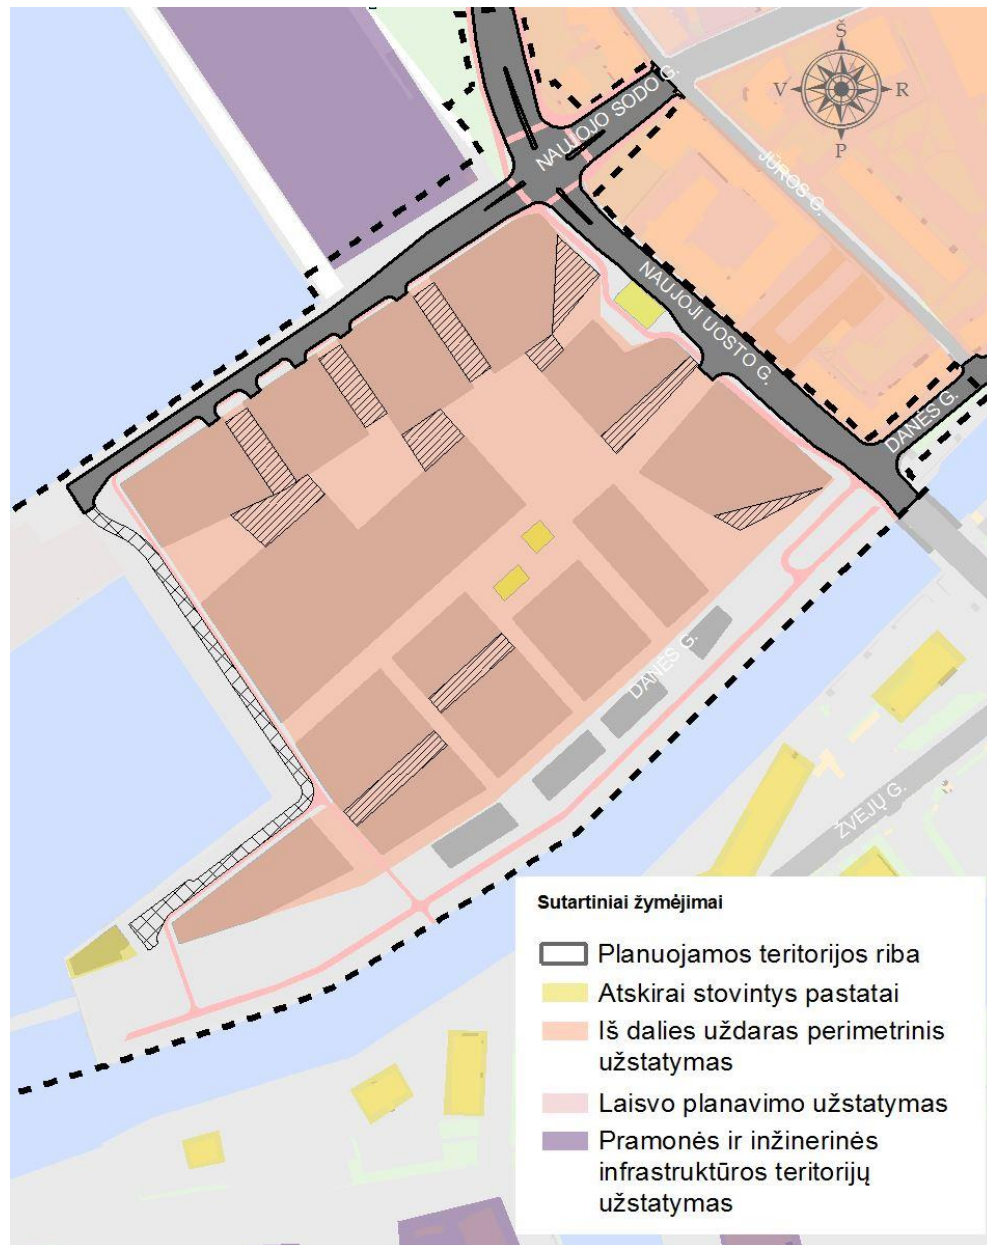 Š
V R
P
NAUJOJO SODO G.
JŪROS G.
NAUJOJI UOSTO G.
DANĖS G.
DANĖS G.
ŽVEJŲ G.
Sutartiniai žymėjimai
Planuojamos teritorijos riba
Atskirai stovintys pastatai
Iš dalies uždaras perimetrinis
užstatymas
Laisvo planavimo užstatymas
Pramonės ir inžinerinės
infrastruktūros teritorijų
užstatymas